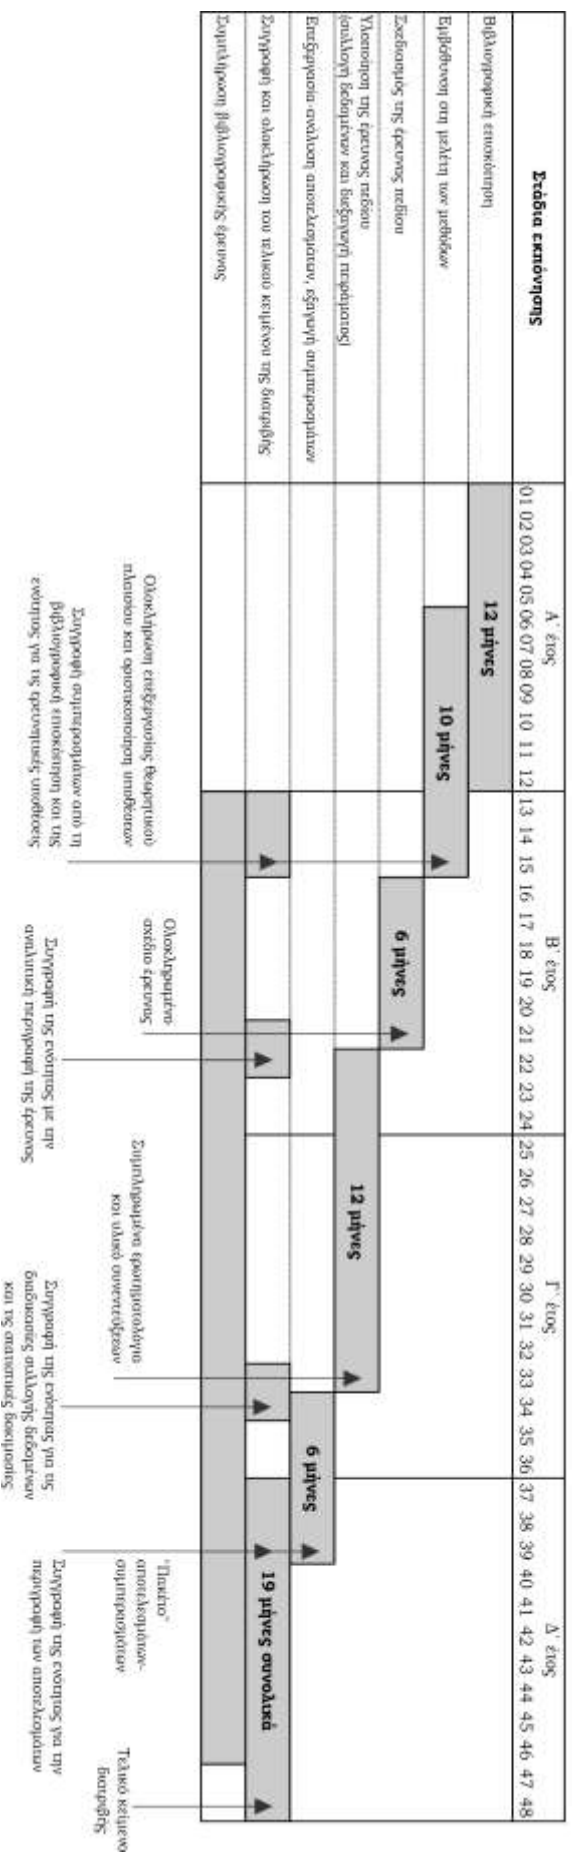 Στάδια εκπόνησης
Α΄ έτος
Β΄ έτος
Γ΄ έτος
Δ΄ έτος
01 02 03 04 05 06 07 08 09 10 11 12 13 14 15 16 17 18 19 20 21 22 23 24 25 26 27 28 29 30 31 32 33 34 35 36 37 38 39 40 41 42 43 44 45 46 47 48
Βιβλιογραφική επισκόπηση
12 μήνες
Εμβάθυνση στη μελέτη των μεθόδων
10 μήνες
Σχεδιασμός της έρευνας πεδίου
6 μήνες
Υλοποίηση της έρευνας πεδίου
(συλλογή δεδομένων και διεξαγωγή πειράματος)
12 μήνες
Επεξεργασία-ανάλυση αποτελεσμάτων, εξαγωγή συμπερασμάτων
6 μήνες
Συγγραφή και ολοκλήρωση του τελικού κειμένου της διατριβής
19 μήνες συνολικά
Συμπλήρωση βιβλιογραφικής έρευνας
Ολοκλήρωση επεξεργασίας θεωρητικού
πλαισίου και οριστικοποίηση υποθέσεων
Συγγραφή συμπερασμάτων από τη
βιβλιογραφική επισκόπηση και της
ενότητας για τις ερευνητικές υποθέσεις
Ολοκληρωμένο
σχέδιο έρευνας
Συγγραφή της ενότητας με την
αναλυτική περιγραφή της έρευνας
Συμπληρωμένα ερωτηματολόγια
και υλικό συνεντεύξεων
Συγγραφή της ενότητας για τη
διαδικασία συλλογής δεδομένων
και τις στατιστικές δοκιμασίες
"Πακέτο"
αποτελεσμάτων-
συμπερασμάτων
Συγγραφή της ενότητας για την
περιγραφή των αποτελεσμάτων
Τελικό κείμενο
διατριβής